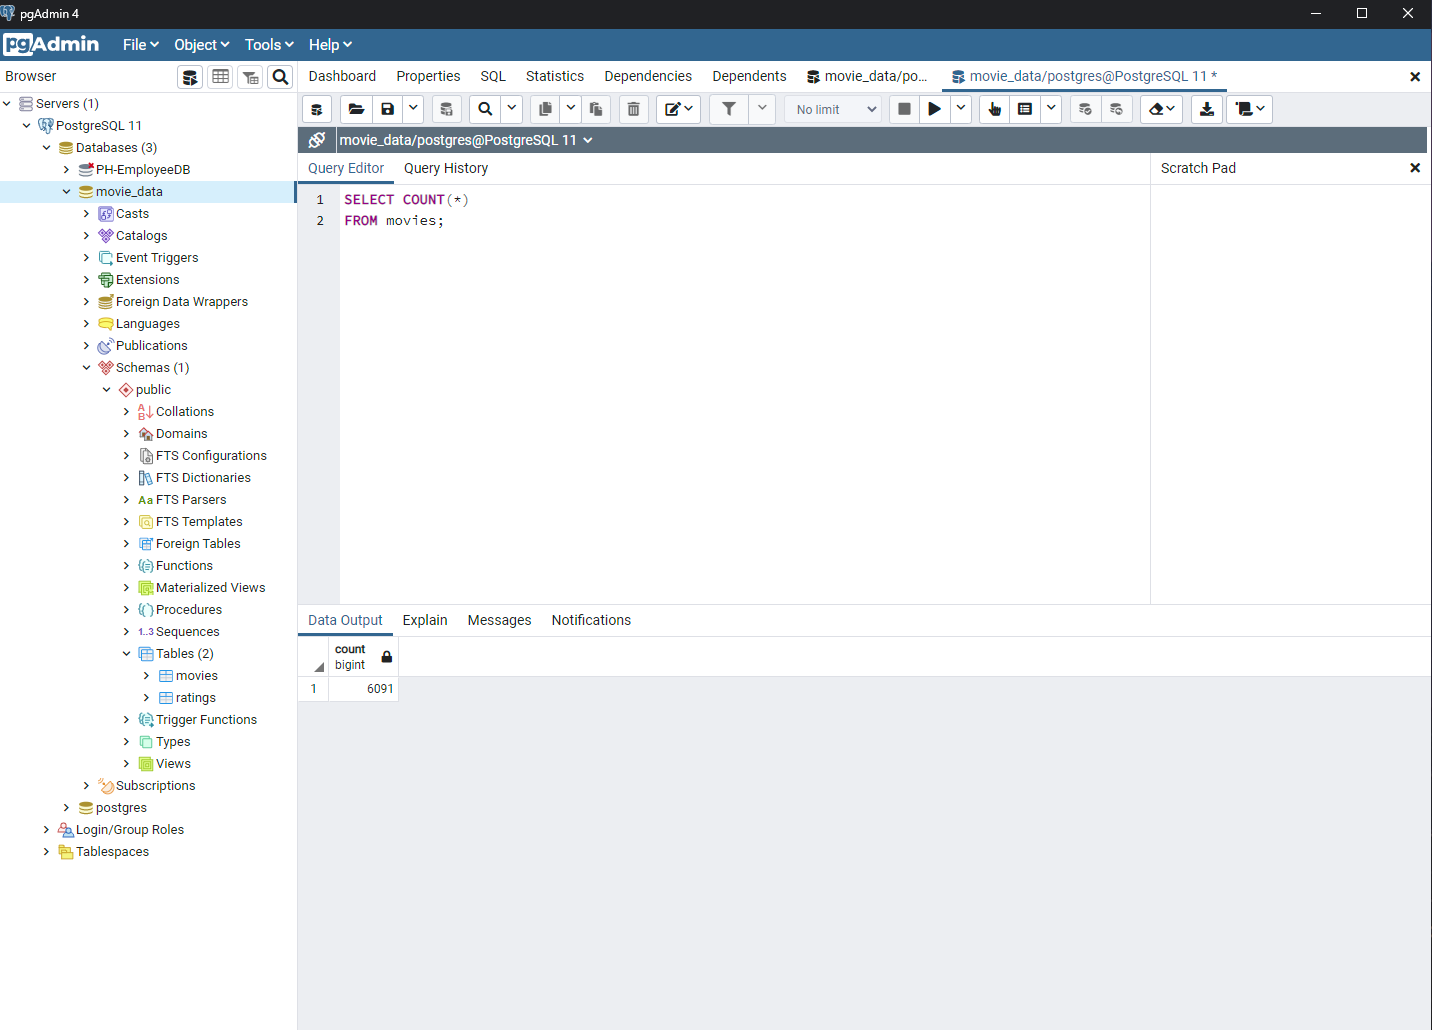 pgAdmin 4
pgAdmin File Object Tools Help
Browser
Dashboard Properties SQL Statistics Dependencies Dependents movie_data/po... movie_data/postgres@PostgreSQL 11 *
No limit
movie_data/postgres@PostgreSQL 11
Servers (1)
PostgreSQL 11
Databases (3)
PH-EmployeeDB
movie_data
Casts
Catalogs
Event Triggers
Extensions
Foreign Data Wrappers
Languages
Publications
Schemas (1)
public
Collations
Domains
FTS Configurations
FTS Dictionaries
Aa FTS Parsers
FTS Templates
Foreign Tables
Functions
Materialized Views
Procedures
1..3 Sequences
Tables (2)
movies
ratings
Trigger Functions
Types
Views
Subscriptions
postgres
Login/Group Roles
Tablespaces
Query Editor Query History
Scratch Pad
1 SELECT COUNT(*)
2 FROM movies;
Data Output Explain Messages Notifications
count
bigint
1 6091